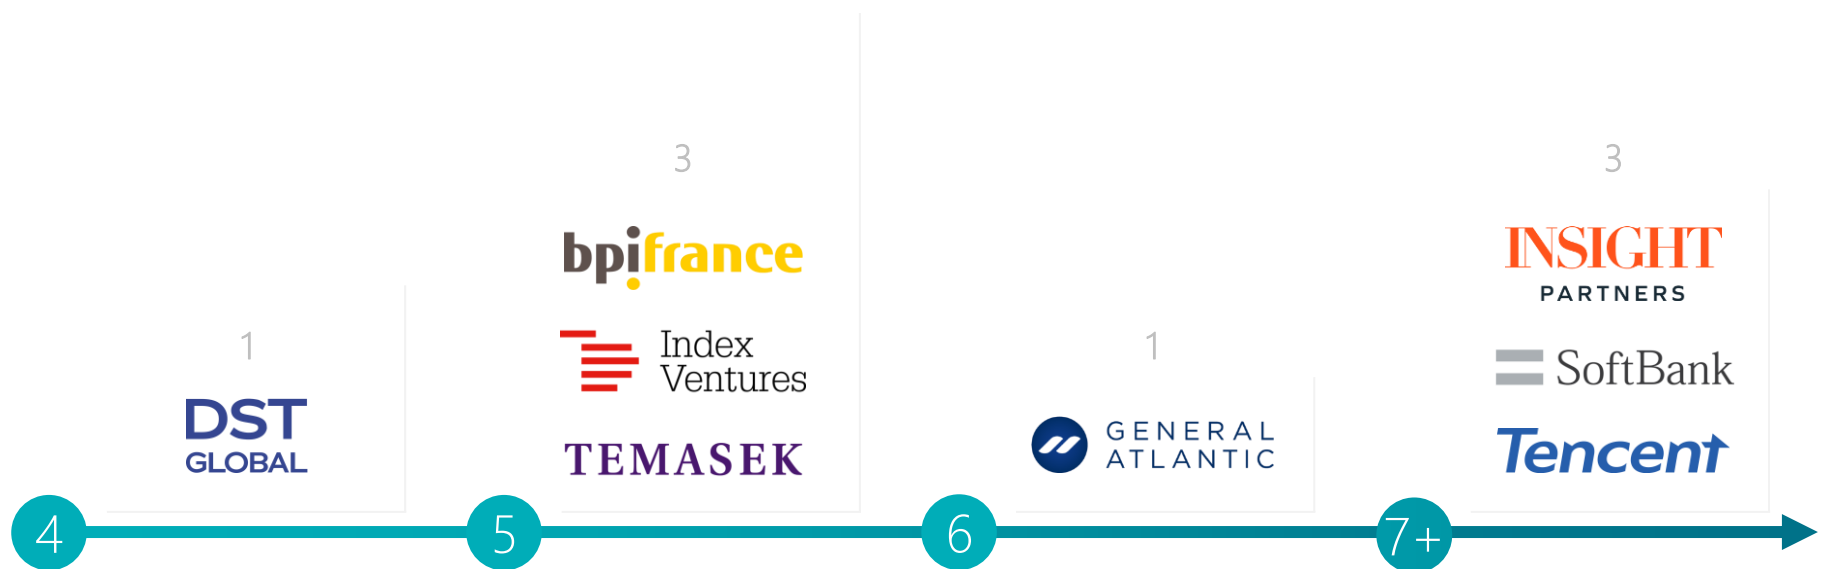 1
DST
GLOBAL
3
bpifrance
Index
Ventures
TEMASEK
1
GENERAL
ATLANTIC
3
INSIGHT
PARTNERS
SoftBank
Tencent
4
5
6
7+